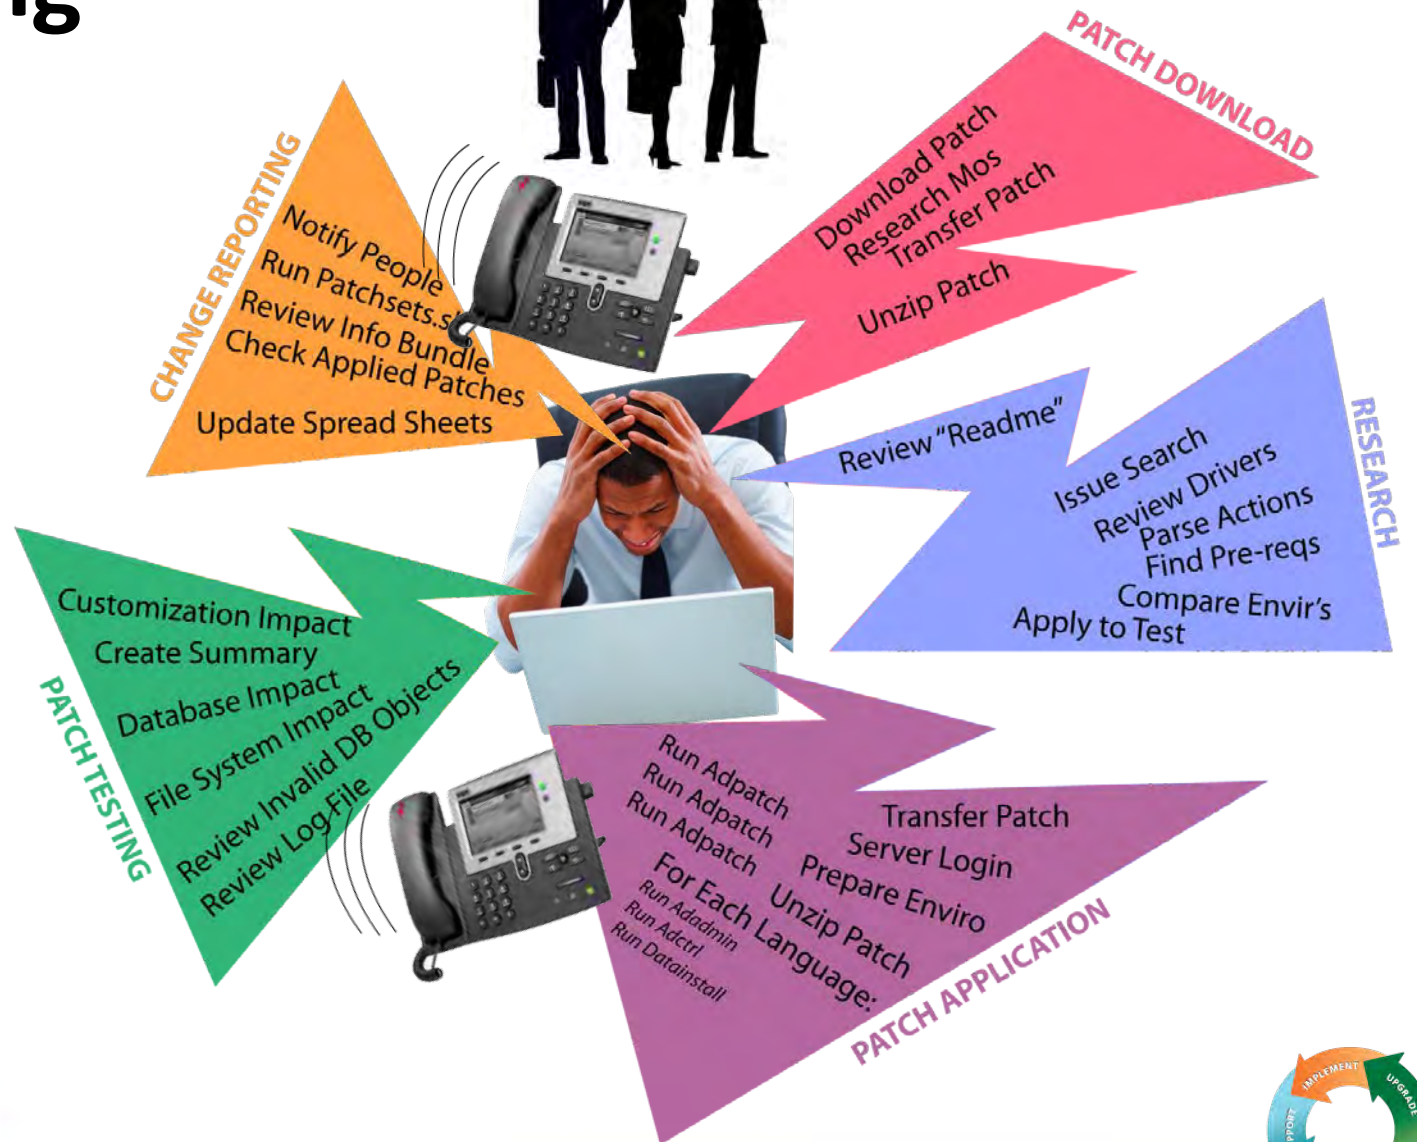 ng
PATCH DOWNLOAD
Download Patch
Research Mos
Transfer Patch
Unzip Patch
CHANGE REPORTING
Notify People
Run
Review Info Bundle
Check Applied Patches
Update Spread Sheets
RESEARCH
Review "Readme"
Issue Search
Review Drivers
Parse Actions
Find Pre-reqs
Compare Envir's
Apply to Test
PATCH TESTING
Customization Impact
Create Summary
Database Impact
File System Impact
Review Invalid DB Objects
Review Log File
PATCH APPLICATION
Run Adpatch
Run Adpatch
Run Adpatch
For Each Language:
Run Adadmin
Run Adctrl
Run Datainstall
Transfer Patch
Server Login
Prepare Enviro
Unzip Patch
IMPLEMENT
UPGRADE
PPORT